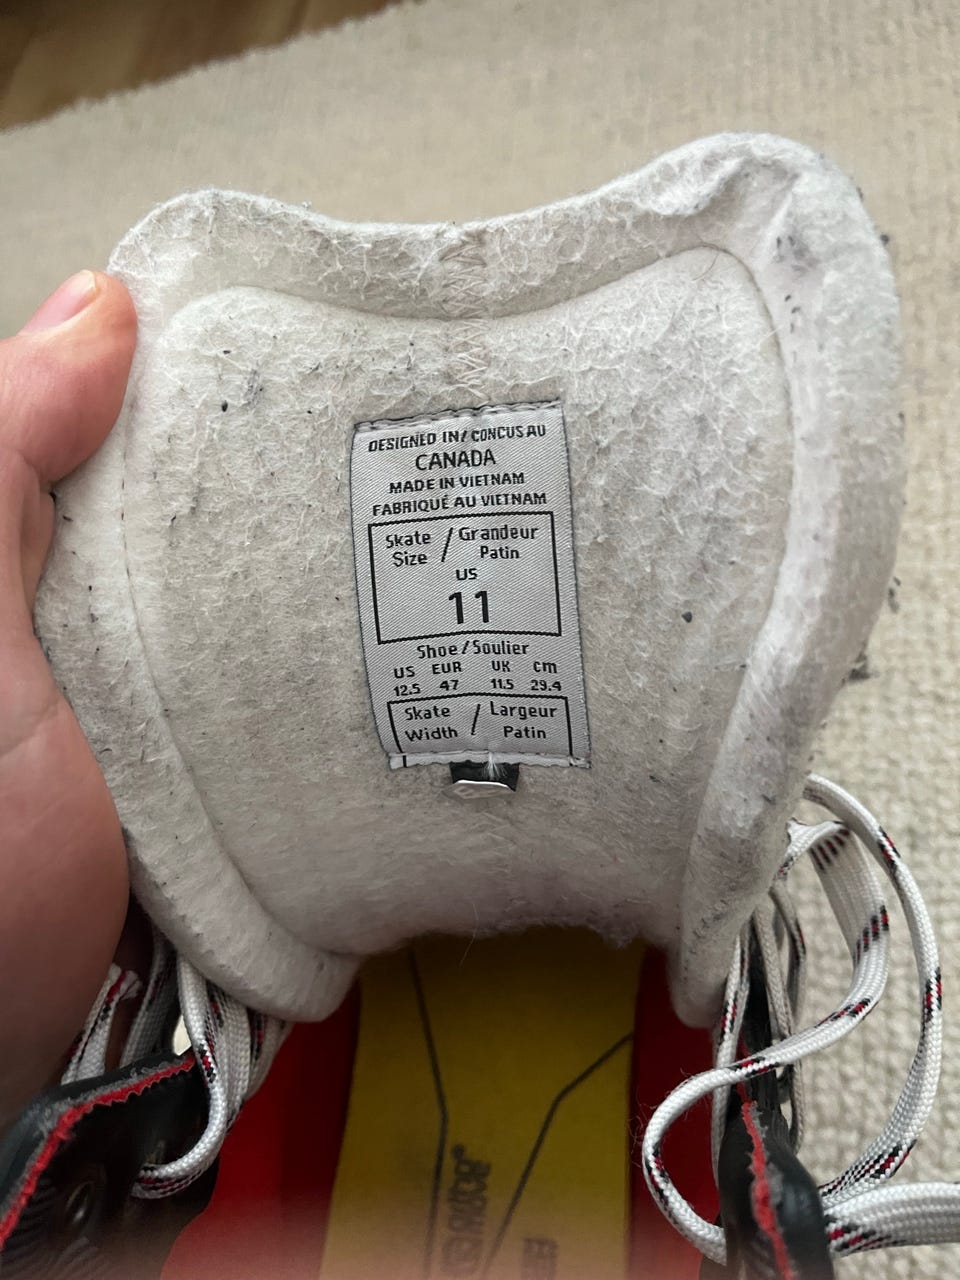 DESIGNED IN / CONCUS AU
CANADA
MADE IN VIETNAM
FABRIQUÉ AU VIETNAM
Skate / Grandeur
Size Patin
US
11
Shoe / Soulier
US EUR UK cm
12.5 47 11.5 29.4
Skate / Largeur
Width Patin